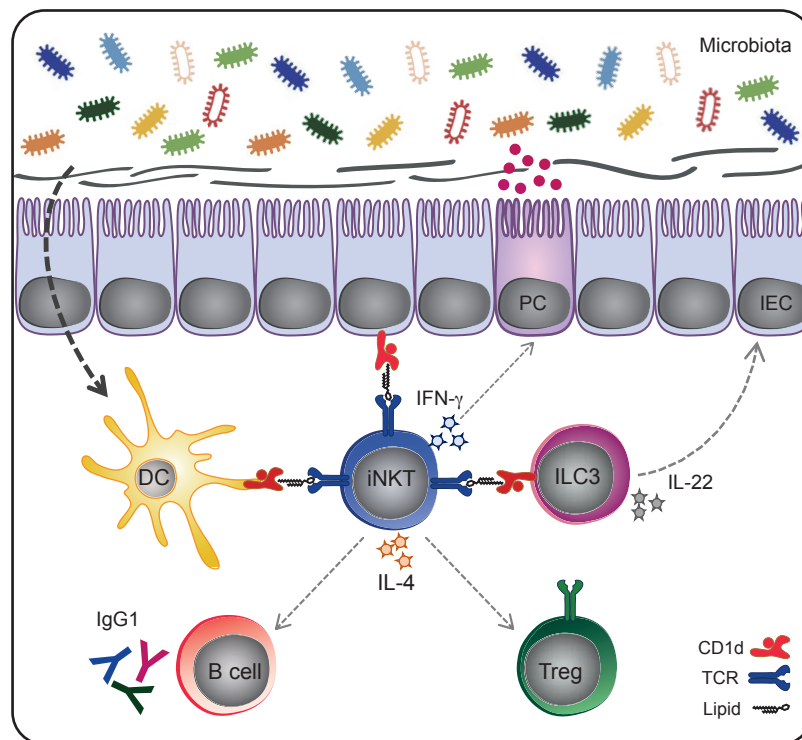 Microbiota
PC
IEC
IFN-γ
DC
iNKT
ILC3
IL-22
IL-4
IgG1
B cell
Treg
CD1d
TCR
Lipid